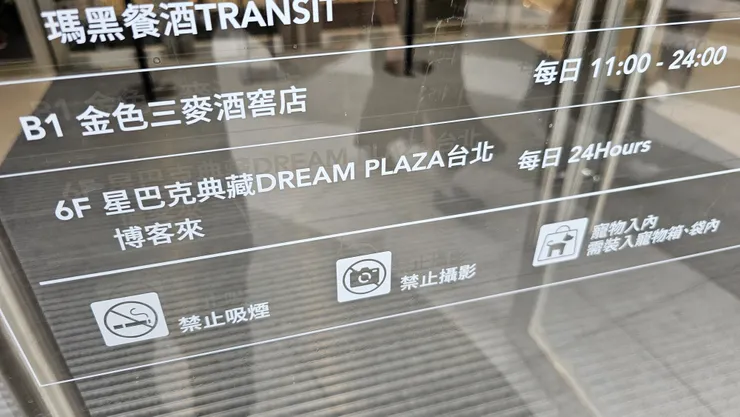 瑪黑餐酒TRANSIT
每日 11:00 - 24:00
B1 金色三麥酒窖店
6F 星巴克典藏DREAM PLAZA台北 每日 24Hours
博客來
禁止吸煙
禁止攝影
寵物入內
需裝入寵物箱、袋內